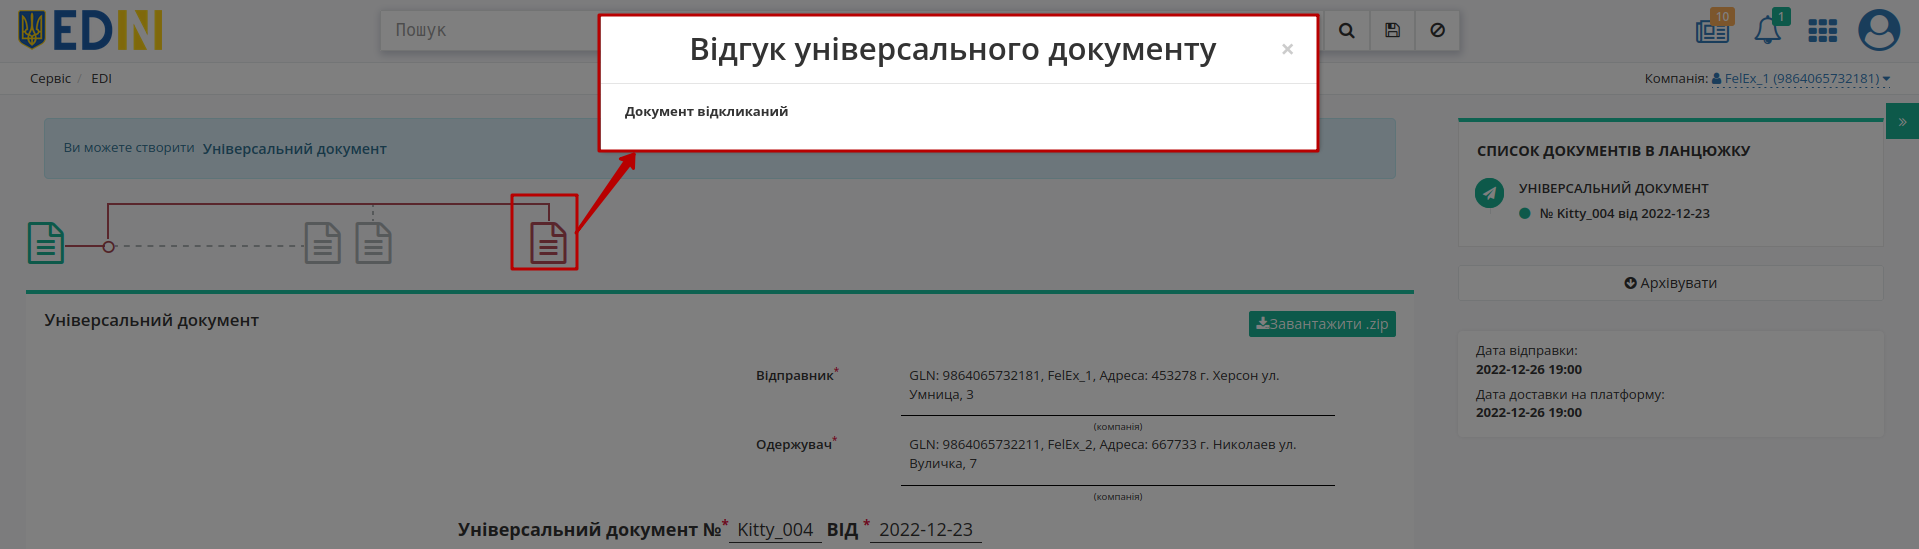 EDIN
Пошук
Відгук універсального документу
×
10
1
Сервіс / EDI
Компанія: FelEx_1 (9864065732181)
Документ відкликаний
Ви можете створити Універсальний документ
»
СПИСОК ДОКУМЕНТІВ В ЛАНЦЮЖКУ
УНІВЕРСАЛЬНИЙ ДОКУМЕНТ
№ Kitty_004 від 2022-12-23
Архівувати
Універсальний документ
Завантажити .zip
Дата відправки:
2022-12-26 19:00
Дата доставки на платформу:
2022-12-26 19:00
Відправник*
GLN: 9864065732181, FelEx_1, Адреса: 453278 г. Херсон ул.
Умница, 3
(компанія)
Одержувач*
GLN: 9864065732211, FelEx_2, Адреса: 667733 г. Николаев ул.
Вуличка, 7
(компанія)
Універсальний документ №* Kitty_004 ВІД * 2022-12-23